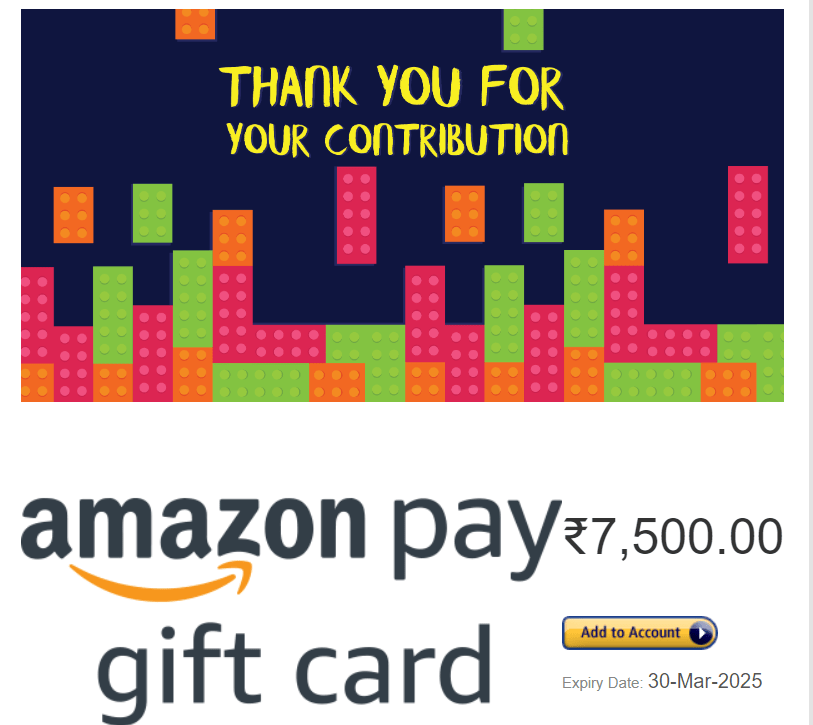 THANK YOU FOR
YOUR CONTRIBUTION
amazon pay
gift card
₹7,500.00
Add to Account
Expiry Date: 30-Mar-2025